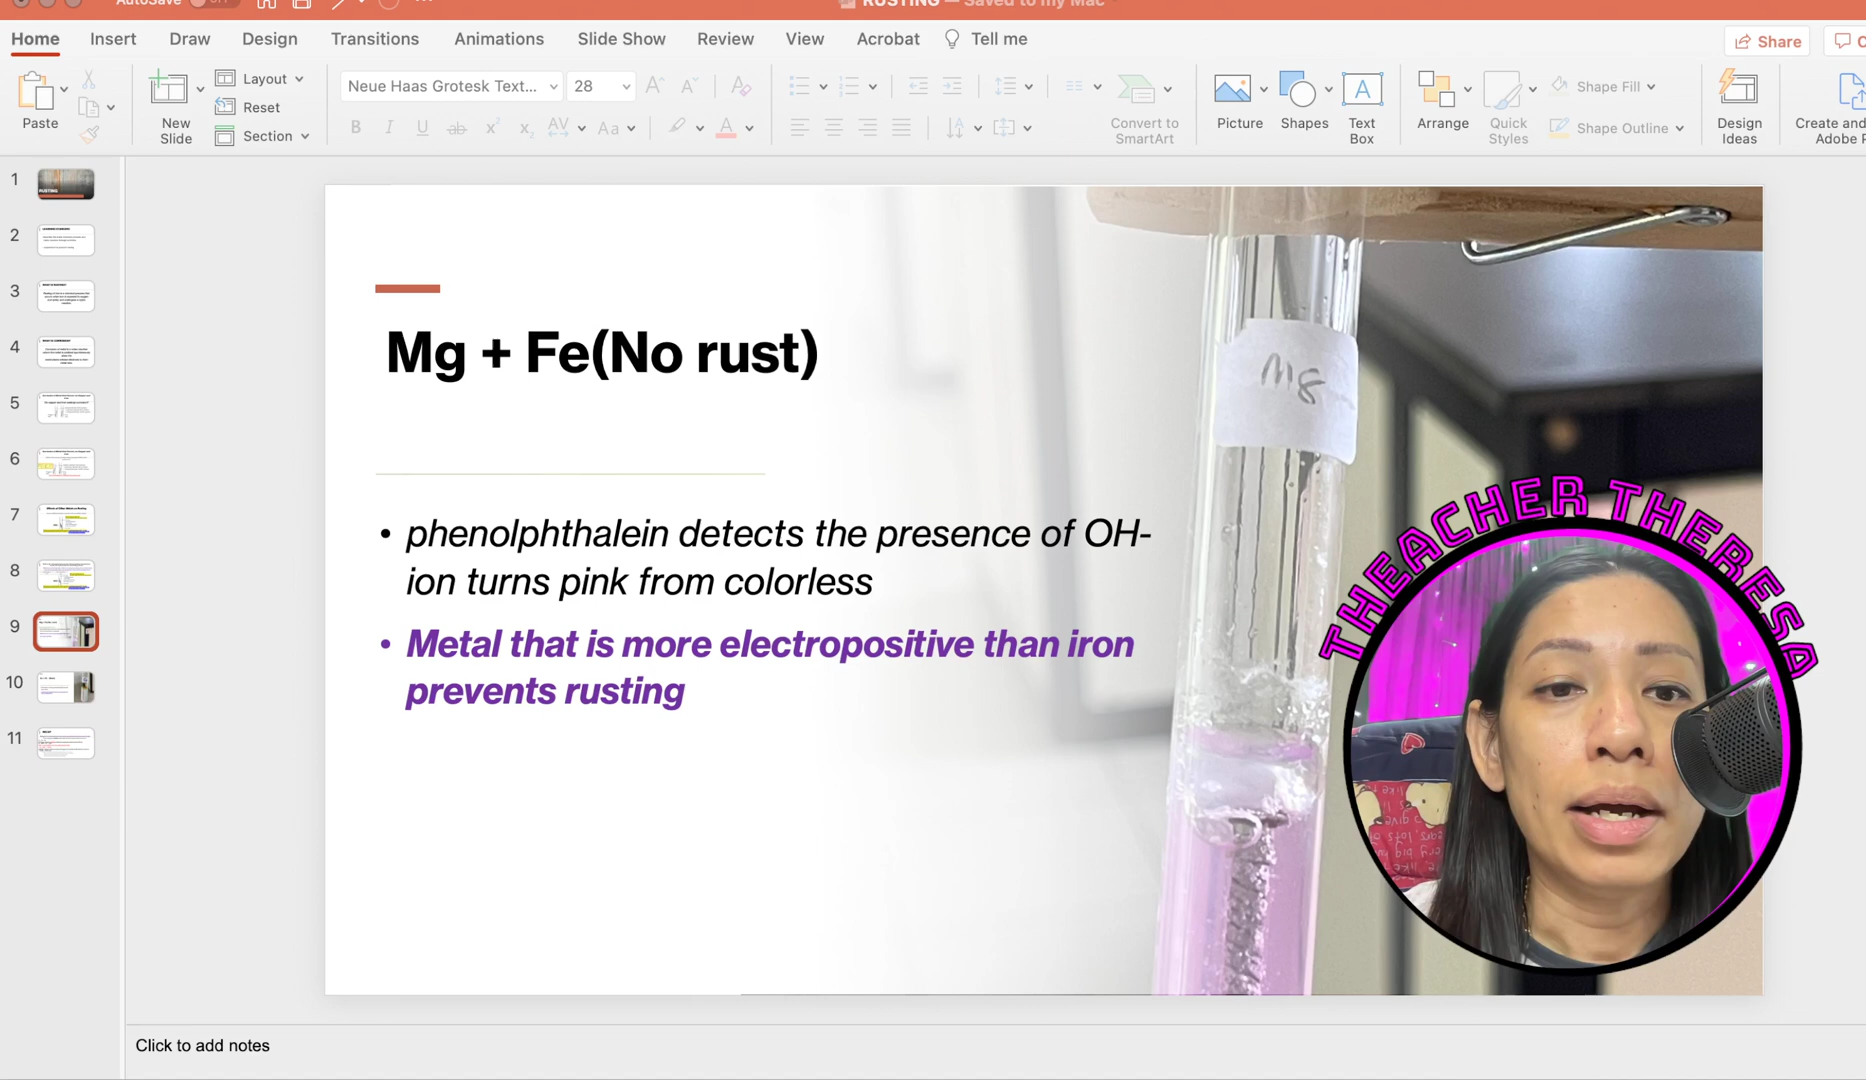 AutoSave
RUSTING — Saved to my Mac
Home Insert Draw Design Transitions Animations Slide Show Review View Acrobat Tell me
Share
Paste
New Slide
Layout
Reset
Section
Neue Haas Grotesk Text... 28
Convert to SmartArt
Picture
Shapes
Text Box
Arrange
Quick Styles
Shape Fill
Shape Outline
Design Ideas
Create and
Adobe P
1
2
3
4
5
6
7
8
9
10
11
RUSTING
Mg + Fe(No rust)
• phenolphthalein detects the presence of OH-
ion turns pink from colorless
• Metal that is more electropositive than iron
prevents rusting
Mg
THEACHER THERESA
Click to add notes